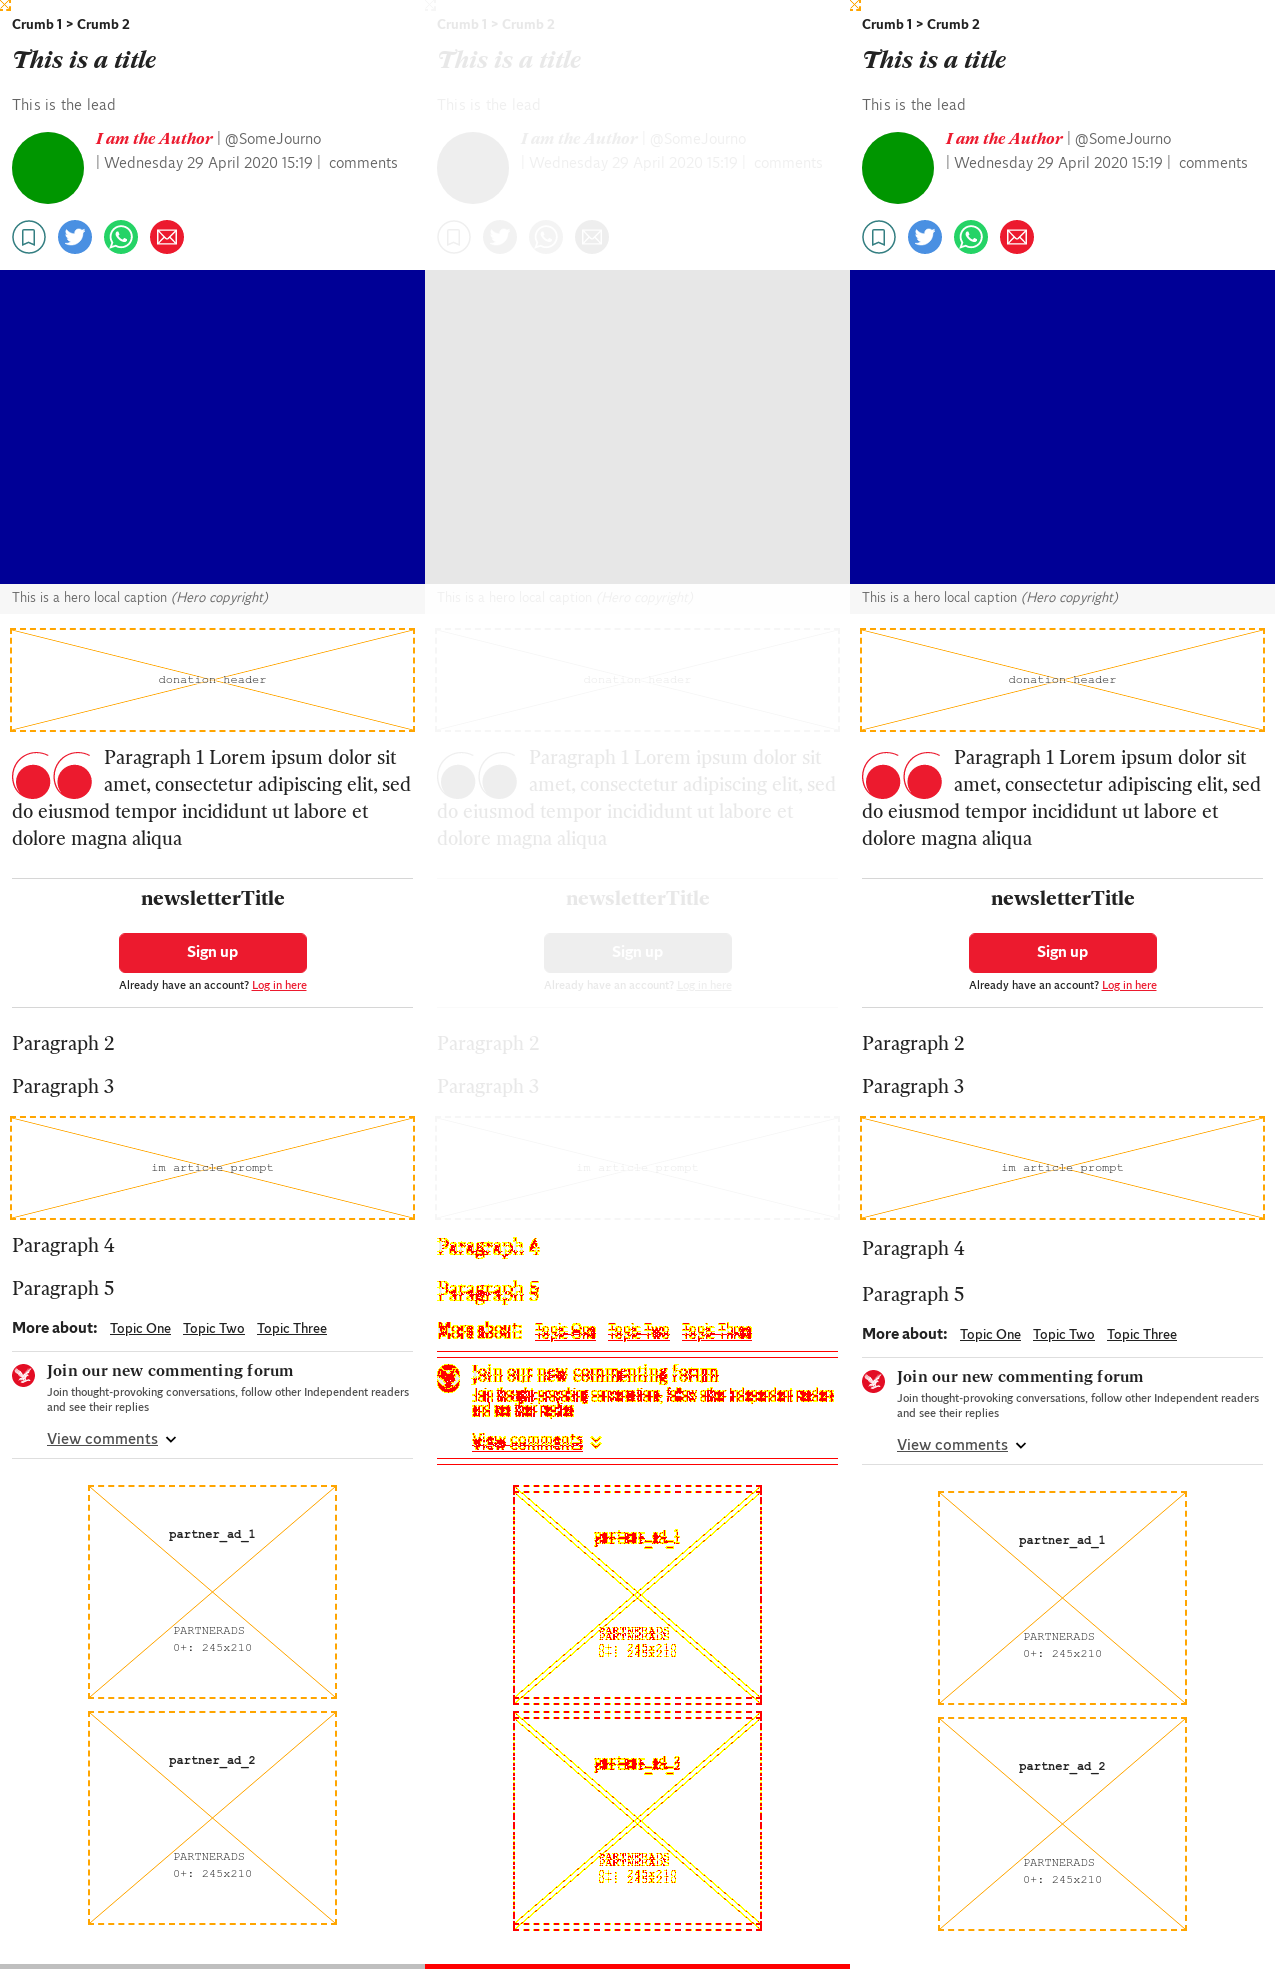 Crumb 1 > Crumb 2
This is a title
This is the lead
I am the Author | @SomeJourno
| Wednesday 29 April 2020 15:19 | comments
This is a hero local caption (Hero copyright)
donation header
Paragraph 1 Lorem ipsum dolor sit
amet, consectetur adipiscing elit, sed
do eiusmod tempor incididunt ut labore et
dolore magna aliqua
newsletterTitle
Sign up
Already have an account? Log in here
Paragraph 2
Paragraph 3
im article prompt
Paragraph 4
Paragraph 5
More about: Topic One Topic Two Topic Three
Join our new commenting forum
Join thought-provoking conversations, follow other Independent readers
and see their replies
View comments
partner_ad_1
PARTNERADS
0+: 245x210
partner_ad_2
PARTNERADS
0+: 245x210
Crumb 1 > Crumb 2
This is a title
This is the lead
I am the Author | @SomeJourno
| Wednesday 29 April 2020 15:19 | comments
This is a hero local caption (Hero copyright)
donation header
Paragraph 1 Lorem ipsum dolor sit
amet, consectetur adipiscing elit, sed
do eiusmod tempor incididunt ut labore et
dolore magna aliqua
newsletterTitle
Sign up
Already have an account? Log in here
Paragraph 2
Paragraph 3
im article prompt
Paragraph 4
Paragraph 5
More about: Topic One Topic Two Topic Three
Join our new commenting forum
View comments
partner_ad_1
PARTNERADS
0+: 245x210
partner_ad_2
PARTNERADS
0+: 245x210
Crumb 1 > Crumb 2
This is a title
This is the lead
I am the Author | @SomeJourno
| Wednesday 29 April 2020 15:19 | comments
This is a hero local caption (Hero copyright)
donation header
Paragraph 1 Lorem ipsum dolor sit
amet, consectetur adipiscing elit, sed
do eiusmod tempor incididunt ut labore et
dolore magna aliqua
newsletterTitle
Sign up
Already have an account? Log in here
Paragraph 2
Paragraph 3
im article prompt
Paragraph 4
Paragraph 5
More about: Topic One Topic Two Topic Three
Join our new commenting forum
Join thought-provoking conversations, follow other Independent readers
and see their replies
View comments
partner_ad_1
PARTNERADS
0+: 245x210
partner_ad_2
PARTNERADS
0+: 245x210